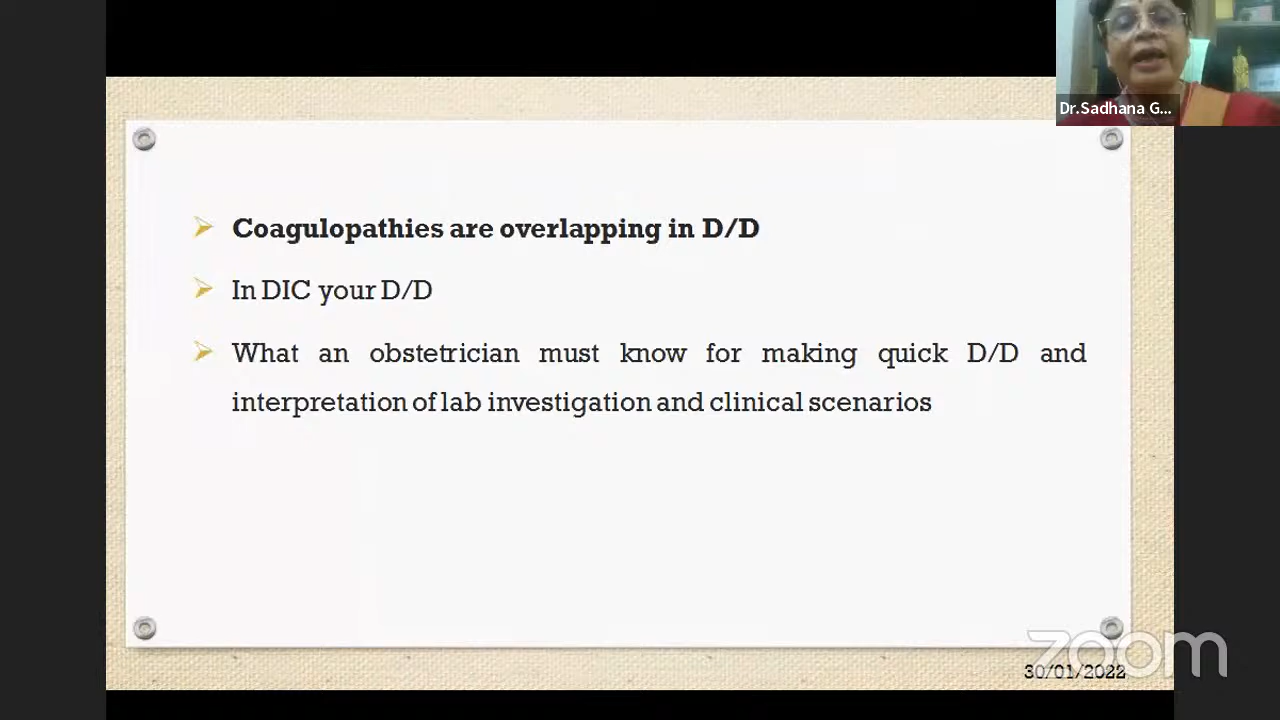 Dr.Sadhana G...
Coagulopathies are overlapping in D/D
In DIC your D/D
What an obstetrician must know for making quick D/D and
interpretation of lab investigation and clinical scenarios
zoom
30/01/2022